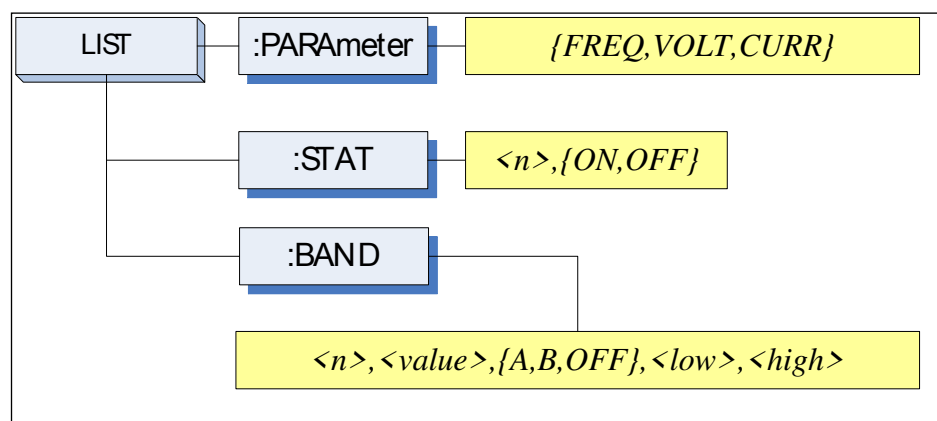 LIST :PARAmeter {FREQ,VOLT,CURR}
:STAT <n>,{ON,OFF}
:BAND
<n>,<value>,{A,B,OFF},<low>,<high>